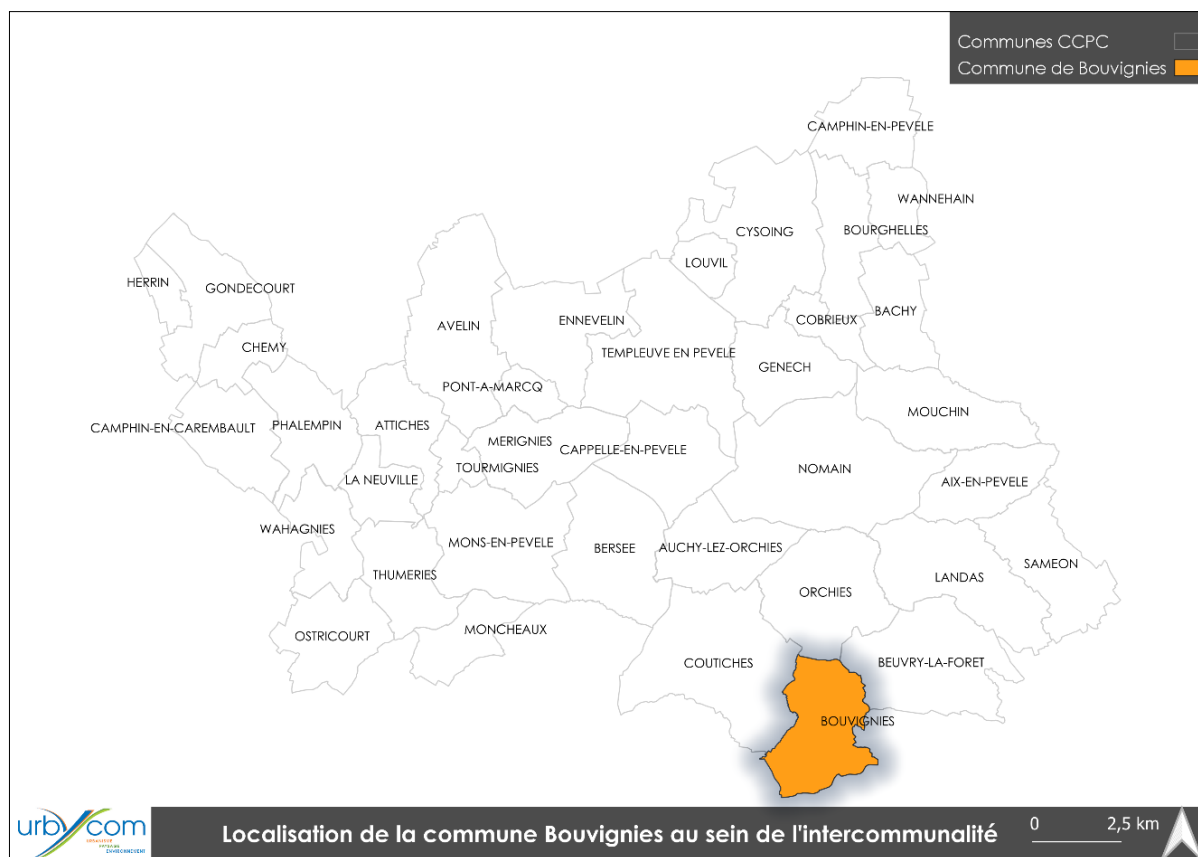 Communes CCPC
Commune de Bouvignies
CAMPHIN-EN-PEVELE
WANNEHAIN
CYSOING
BOURGHELLES
LOUVIL
HERRIN
GONDECOURT
BACHY
COBRIEUX
ENNEVELIN
AVELIN
CHEMY
TEMPLEUVE EN PEVELE
GENECH
PONT-A-MARCQ
MOUCHIN
CAMPHIN-EN-CAREMBAULT
PHALEMPIN
ATTICHES
MERIGNIES
CAPPELLE-EN-PEVELE
TOURMIGNIES
NOMAIN
LA NEUVILLE
AIX-EN-PEVELE
WAHAGNIES
MONS-EN-PEVELE
BERSEE
AUCHY-LEZ-ORCHIES
SAMEON
THUMERIES
LANDAS
ORCHIES
MONCHEAUX
OSTRICOURT
COUTICHES
BEUVRY-LA-FORET
BOUVIGNIES
urbycom
URBANISME
PAYSAGE
ENVIRONNEMENT
Localisation de la commune Bouvignies au sein de l'intercommunalité
0 2,5 km